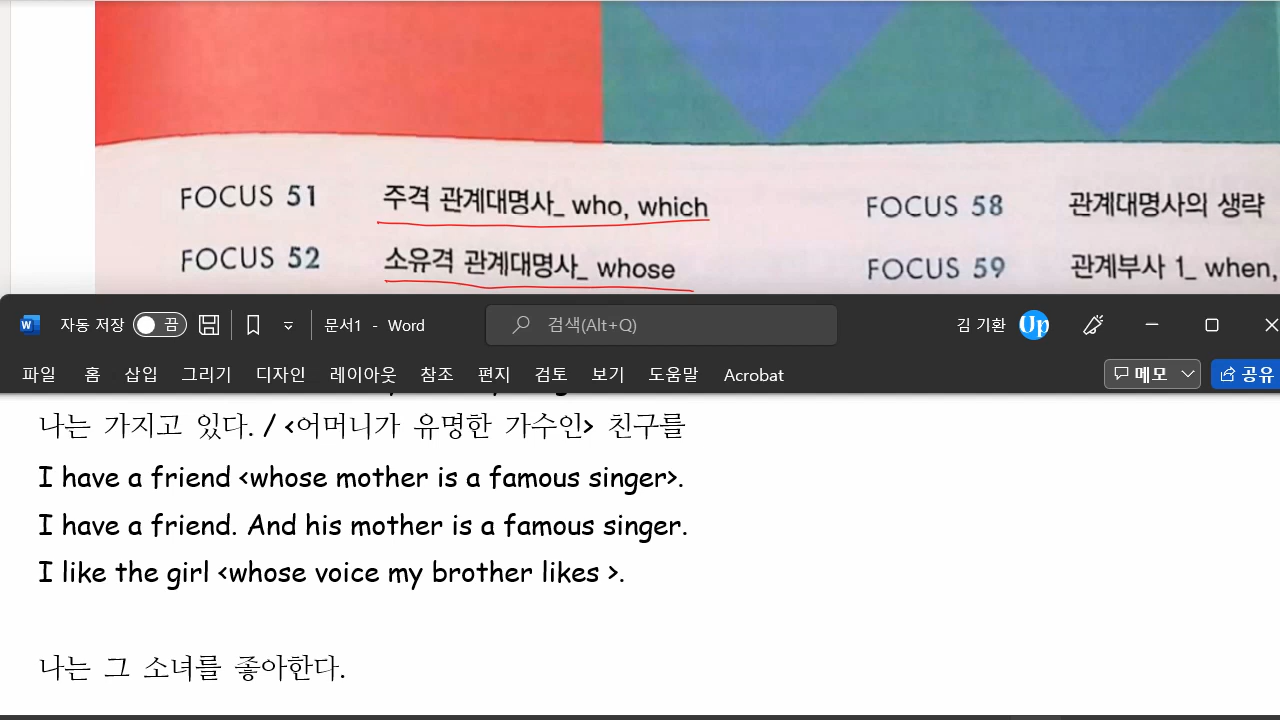 FOCUS 51 주격 관계대명사_ who, which
FOCUS 58 관계대명사의 생략
FOCUS 52 소유격 관계대명사_ whose
FOCUS 59 관계부사 1_ when,
자동 저장 끔 문서1 - Word 검색(Alt+Q) 김 기환 Up
파일 홈 삽입 그리기 디자인 레이아웃 참조 편지 검토 보기 도움말 Acrobat 메모 공유
나는 가지고 있다. / <어머니가 유명한 가수인> 친구를
I have a friend <whose mother is a famous singer>.
I have a friend. And his mother is a famous singer.
I like the girl <whose voice my brother likes >.
나는 그 소녀를 좋아한다.